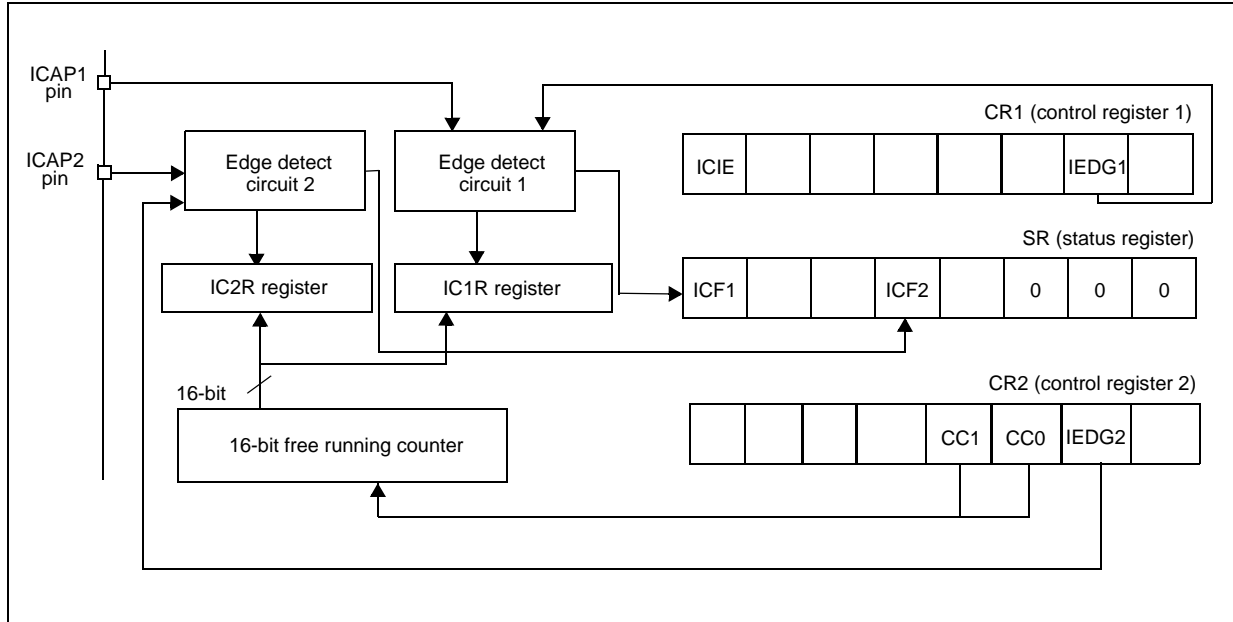 ICAP1
pin
ICAP2
pin
Edge detect
circuit 2
Edge detect
circuit 1
IC2R register
IC1R register
16-bit
16-bit free running counter
CR1 (control register 1)
ICIE IEDG1
SR (status register)
ICF1 ICF2 0 0 0
CR2 (control register 2)
CC1 CC0 IEDG2